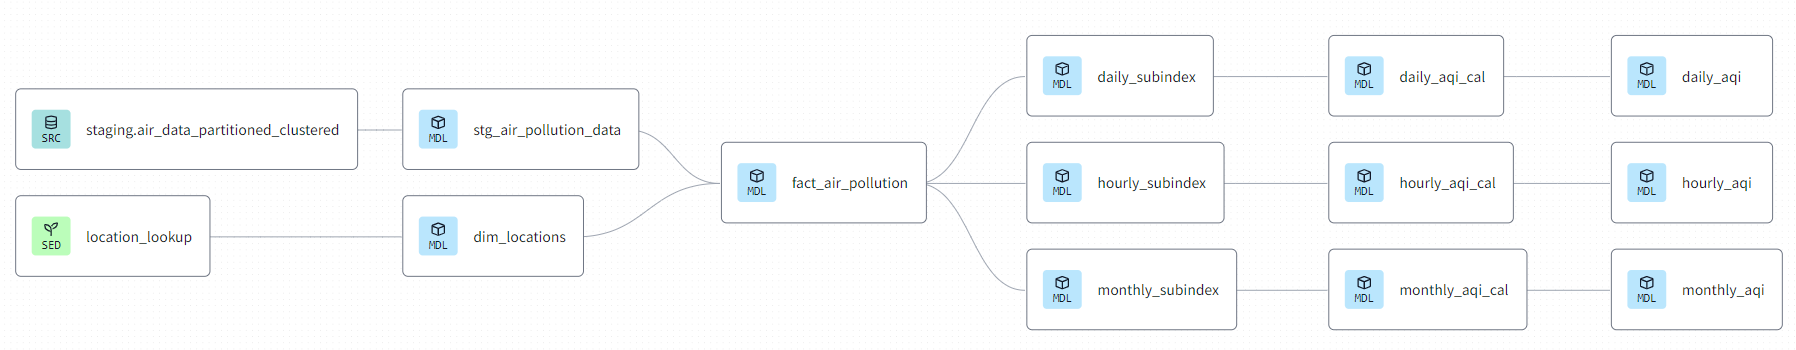 SRC
staging.air_data_partitioned_clustered
SED
location_lookup
MDL
stg_air_pollution_data
MDL
dim_locations
MDL
fact_air_pollution
MDL
daily_subindex
MDL
daily_aqi_cal
MDL
daily_aqi
MDL
hourly_subindex
MDL
hourly_aqi_cal
MDL
hourly_aqi
MDL
monthly_subindex
MDL
monthly_aqi_cal
MDL
monthly_aqi